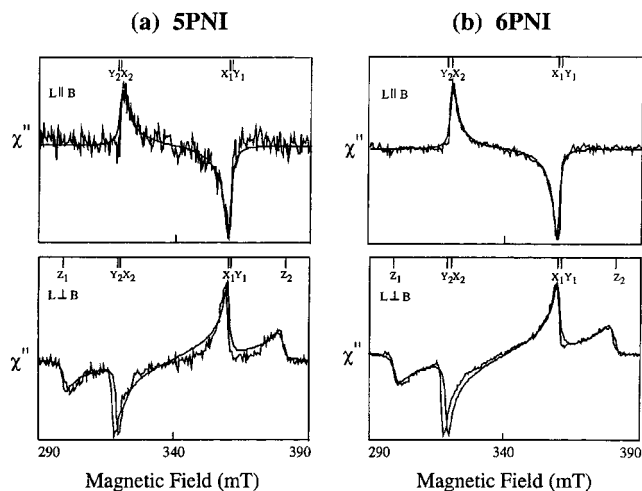 (a) 5PNI
(b) 6PNI
Y₂X₂ X₁Y₁
L||B
χ"
Y₂X₂ X₁Y₁
L||B
χ"
Z₁ Y₂X₂ X₁Y₁ Z₂
L⊥B
χ"
290 340 390
Magnetic Field (mT)
Z₁ Y₂X₂ X₁Y₁ Z₂
L⊥B
χ"
290 340 390
Magnetic Field (mT)